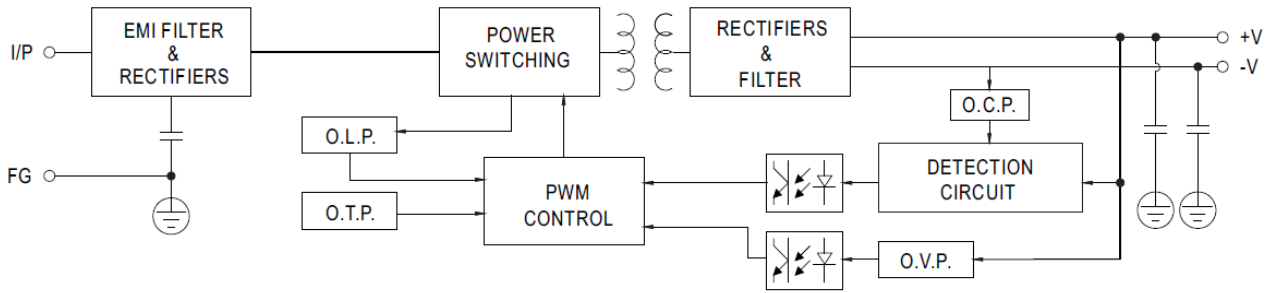 I/P
EMI FILTER
&
RECTIFIERS
POWER
SWITCHING
RECTIFIERS
&
FILTER
+V
-V
O.C.P.
O.L.P.
FG
O.T.P.
PWM
CONTROL
DETECTION
CIRCUIT
O.V.P.